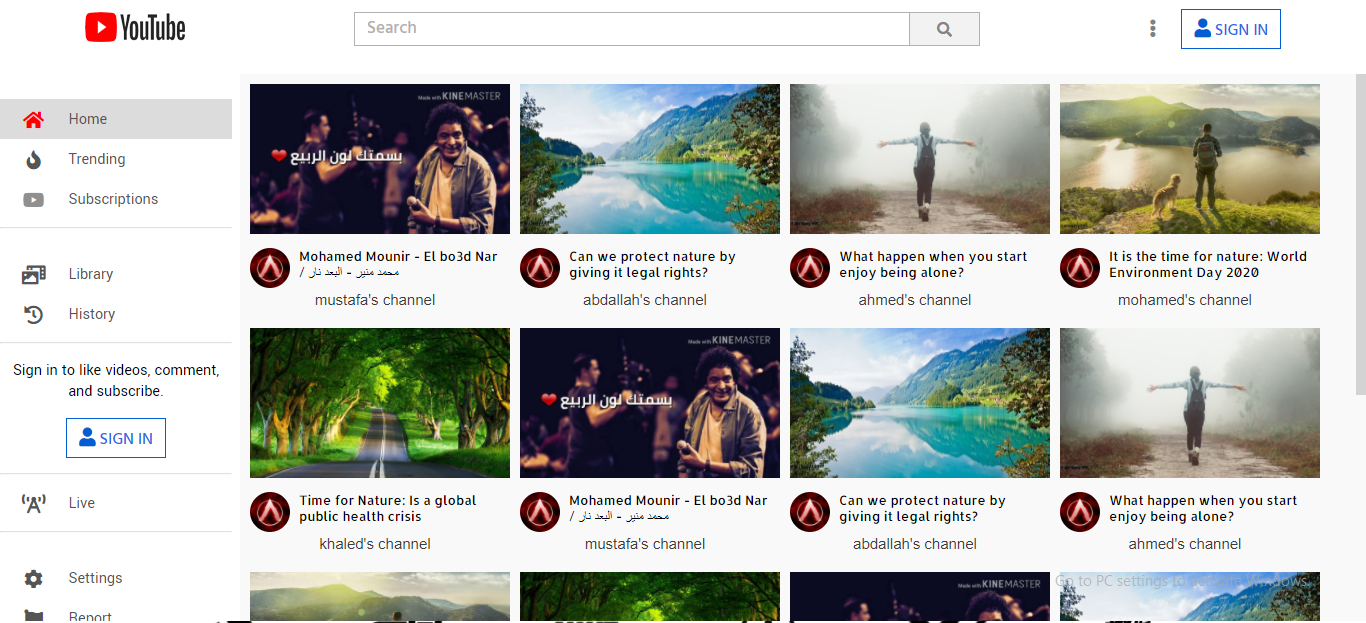 YouTube
Search
SIGN IN
Home
Trending
Subscriptions
Library
History
Sign in to like videos, comment,
and subscribe.
SIGN IN
Live
Settings
Report
Made with KINEMASTER
بسمتك لون الربيع ❤
Mohamed Mounir - El bo3d Nar
/ محمد منير - البعد نار
mustafa's channel
Can we protect nature by
giving it legal rights?
abdallah's channel
What happen when you start
enjoy being alone?
ahmed's channel
It is the time for nature: World
Environment Day 2020
mohamed's channel
Time for Nature: Is a global
public health crisis
khaled's channel
Made with KINEMASTER
بسمتك لون الربيع ❤
Mohamed Mounir - El bo3d Nar
/ محمد منير - البعد نار
mustafa's channel
Can we protect nature by
giving it legal rights?
abdallah's channel
What happen when you start
enjoy being alone?
ahmed's channel
Made with KINEMASTER
Go to PC settings to activate Windows.